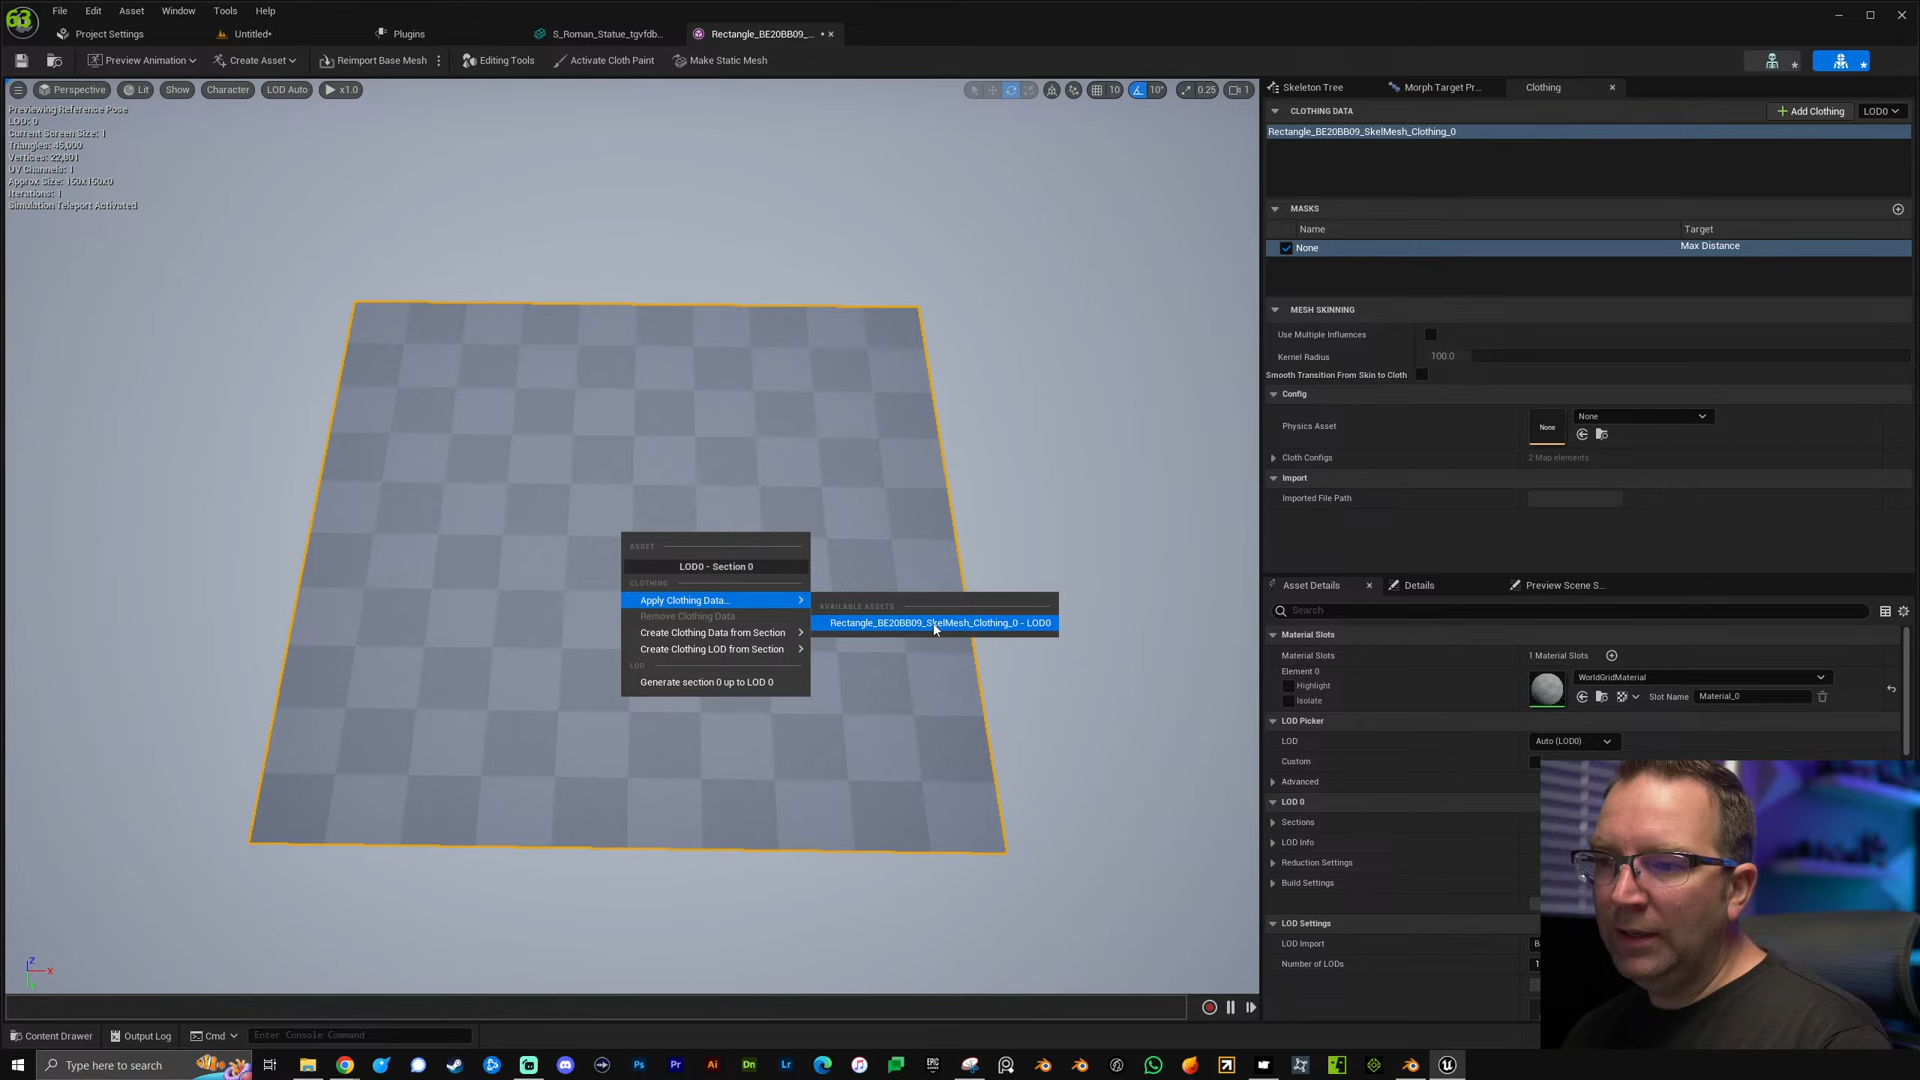 File Edit Asset Window Tools Help
Project Settings Untitled* Plugins S_Roman_Statue_tgvfdb... Rectangle_BE20BB09_...
Preview Animation Create Asset Reimport Base Mesh Editing Tools Activate Cloth Paint Make Static Mesh
Perspective Lit Show Character LOD Auto x1.0 10 10° 0.25 1
Previewing Reference Pose
LOD: 0
Current Screen Size: 1
Triangles: 45,000
Vertices: 22,801
UV Channels: 1
Approx Size: 150x150x0
Iterations: 1
Simulation Teleport Activated
ASSET
LOD0 - Section 0
CLOTHING
Apply Clothing Data...
Remove Clothing Data
Create Clothing Data from Section
Create Clothing LOD from Section
LOD
Generate section 0 up to LOD 0
AVAILABLE ASSETS
Rectangle_BE20BB09_SkelMesh_Clothing_0 - LOD0
Z
X
Y
Skeleton Tree Morph Target Pr... Clothing
CLOTHING DATA Add Clothing LOD0
Rectangle_BE20BB09_SkelMesh_Clothing_0
MASKS
Name Target
None Max Distance
MESH SKINNING
Use Multiple Influences
Kernel Radius 100.0
Smooth Transition From Skin to Cloth
Config
Physics Asset None None
Cloth Configs 2 Map elements
Import
Imported File Path
Asset Details Details Preview Scene S...
Search
Material Slots
Material Slots 1 Material Slots
Element 0
Highlight
Isolate
WorldGridMaterial
Slot Name Material_0
LOD Picker
LOD Auto (LOD0)
Custom
Advanced
LOD 0
Sections
LOD Info
Reduction Settings
Build Settings
LOD Settings
LOD Import
Number of LODs 1
Content Drawer Output Log Cmd Enter Console Command
Type here to search Ps Pr Ai Dn Lr EPIC GAMES